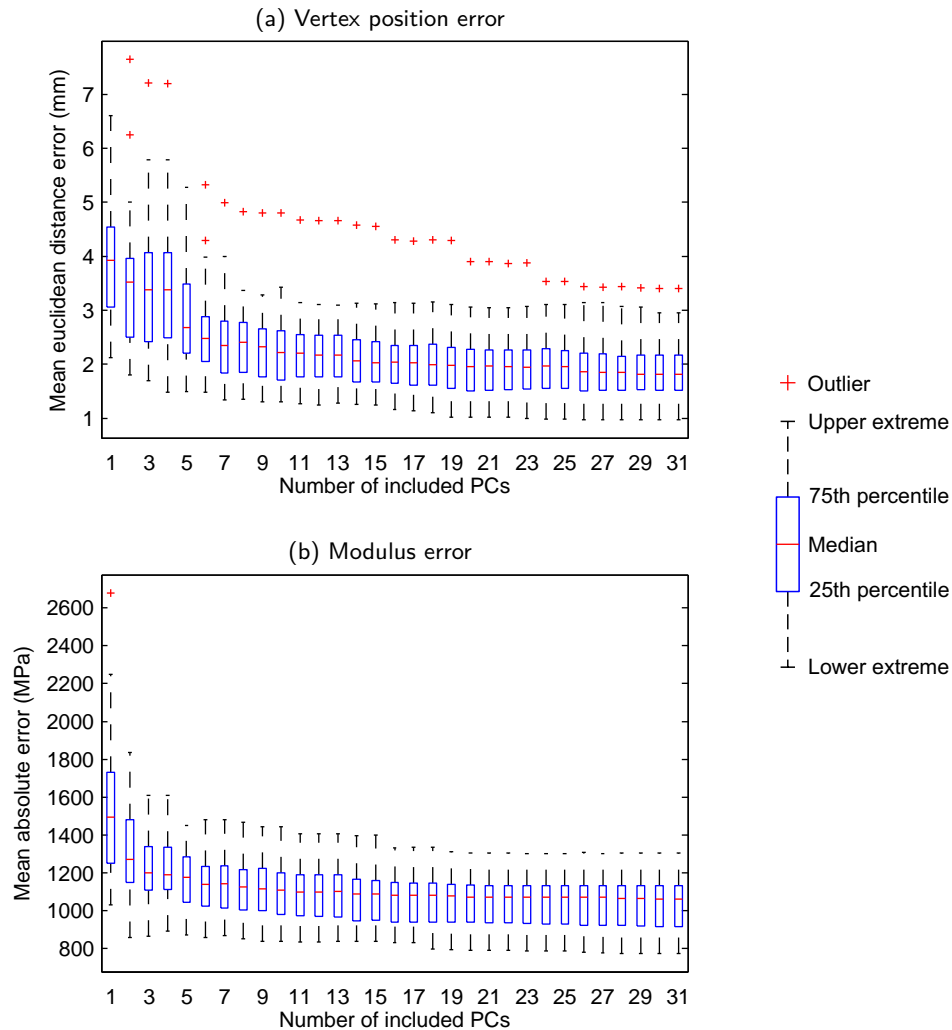 (a) Vertex position error
Mean euclidean distance error (mm)
7
6
5
4
3
2
1
1 3 5 7 9 11 13 15 17 19 21 23 25 27 29 31
Number of included PCs
Outlier
Upper extreme
75th percentile
Median
25th percentile
Lower extreme
(b) Modulus error
Mean absolute error (MPa)
2600
2400
2200
2000
1800
1600
1400
1200
1000
800
1 3 5 7 9 11 13 15 17 19 21 23 25 27 29 31
Number of included PCs